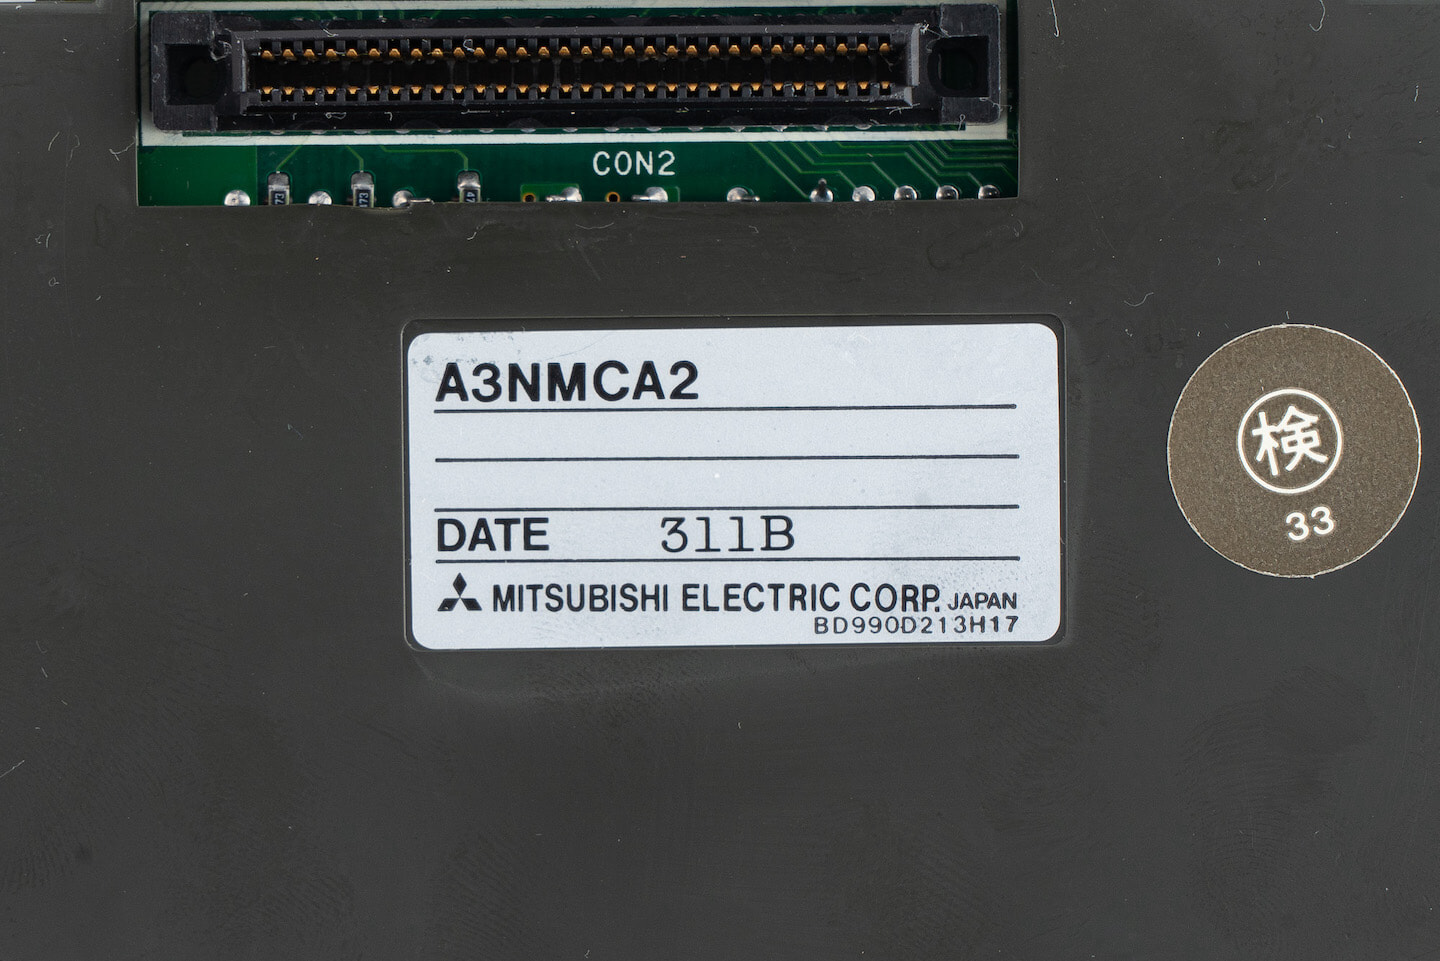 CON2
A3NMCA2
DATE 311B
MITSUBISHI ELECTRIC CORP. JAPAN
BD990D213H17
検
33